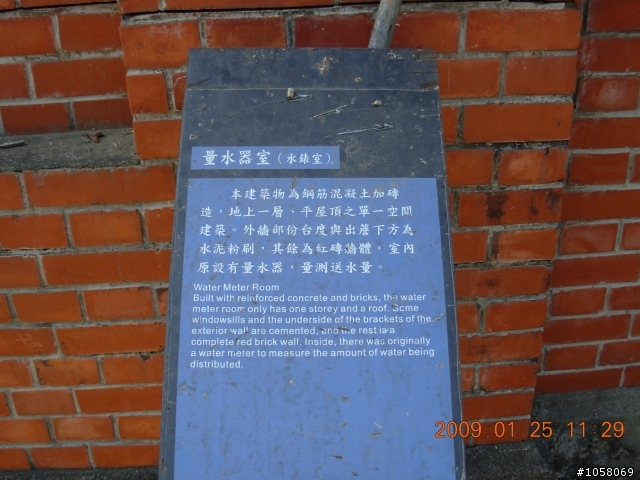 量水器室（水錶室）
本建築物為鋼筋混凝土加磚
造，地上一層、平屋頂之單一空間
建築。外牆部份台度與出簷下方為
水泥粉刷，其餘為紅磚牆體。室內
原設有量水器，量測送水量。
Water Meter Room
Built with reinforced concrete and bricks, the water
meter room only has one storey and a roof. Some
windowsills and the underside of the brackets of the
exterior wall are cemented, and the rest is a
complete red brick wall. Inside, there was originally
a water meter to measure the amount of water being
distributed.
2009 01 25 11 29
#1058069